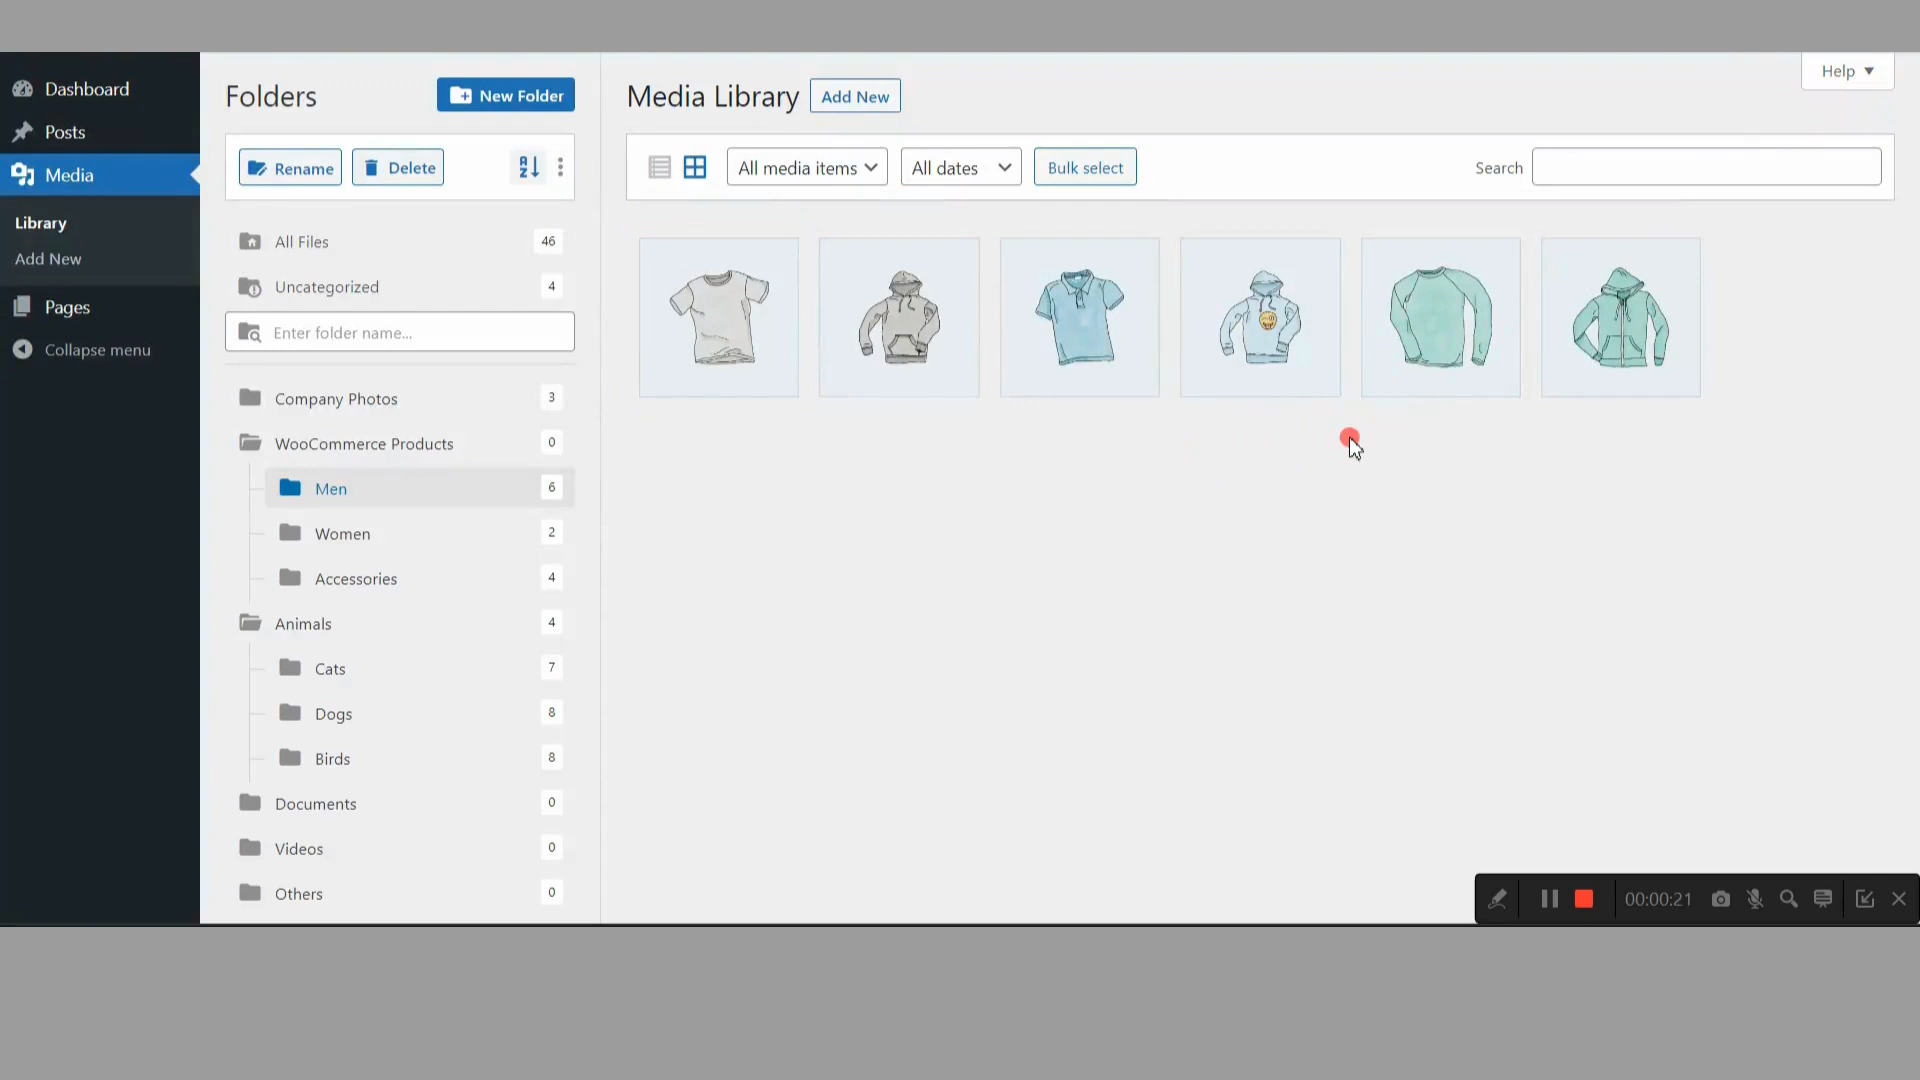 Dashboard
Posts
Media
Library
Add New
Pages
Collapse menu
Folders
New Folder
Rename
Delete
All Files 46
Uncategorized 4
Enter folder name...
Company Photos 3
WooCommerce Products 0
Men 6
Women 2
Accessories 4
Animals 4
Cats 7
Dogs 8
Birds 8
Documents 0
Videos 0
Others 0
Media Library
Add New
Help
All media items
All dates
Bulk select
Search
00:00:21